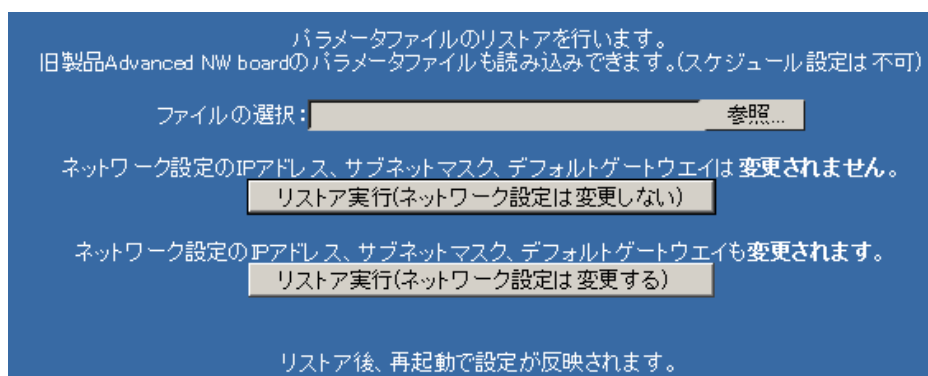 パラメータファイルのリストアを行います。
旧製品Advanced NW boardのパラメータファイルも読み込みできます。(スケジュール設定は不可)
ファイルの選択: 参照...
ネットワーク設定のIPアドレス、サブネットマスク、デフォルトゲートウエイは変更されません。
リストア実行(ネットワーク設定は変更しない)
ネットワーク設定のIPアドレス、サブネットマスク、デフォルトゲートウエイも変更されます。
リストア実行(ネットワーク設定は変更する)
リストア後、再起動で設定が反映されます。